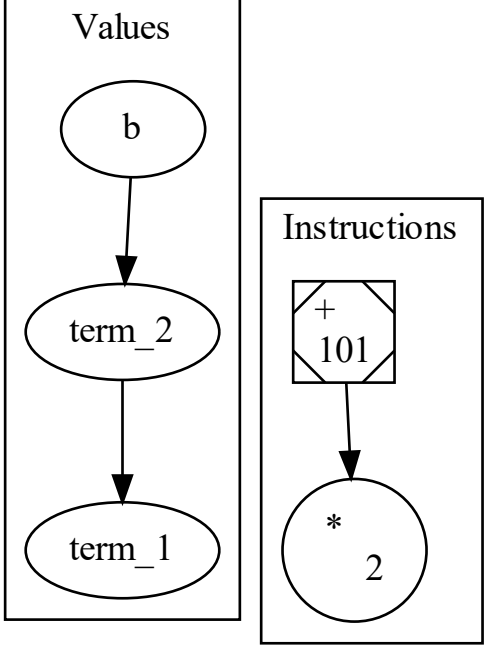 Values
b
term_2
term_1
Instructions
+
101
*
2